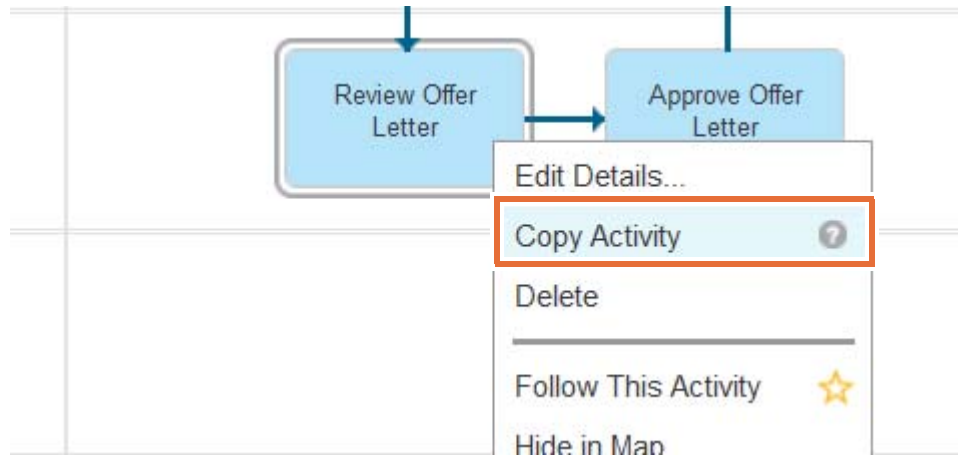 Review Offer
Letter
Approve Offer
Letter
Edit Details...
Copy Activity ?
Delete
Follow This Activity
Hide in Map